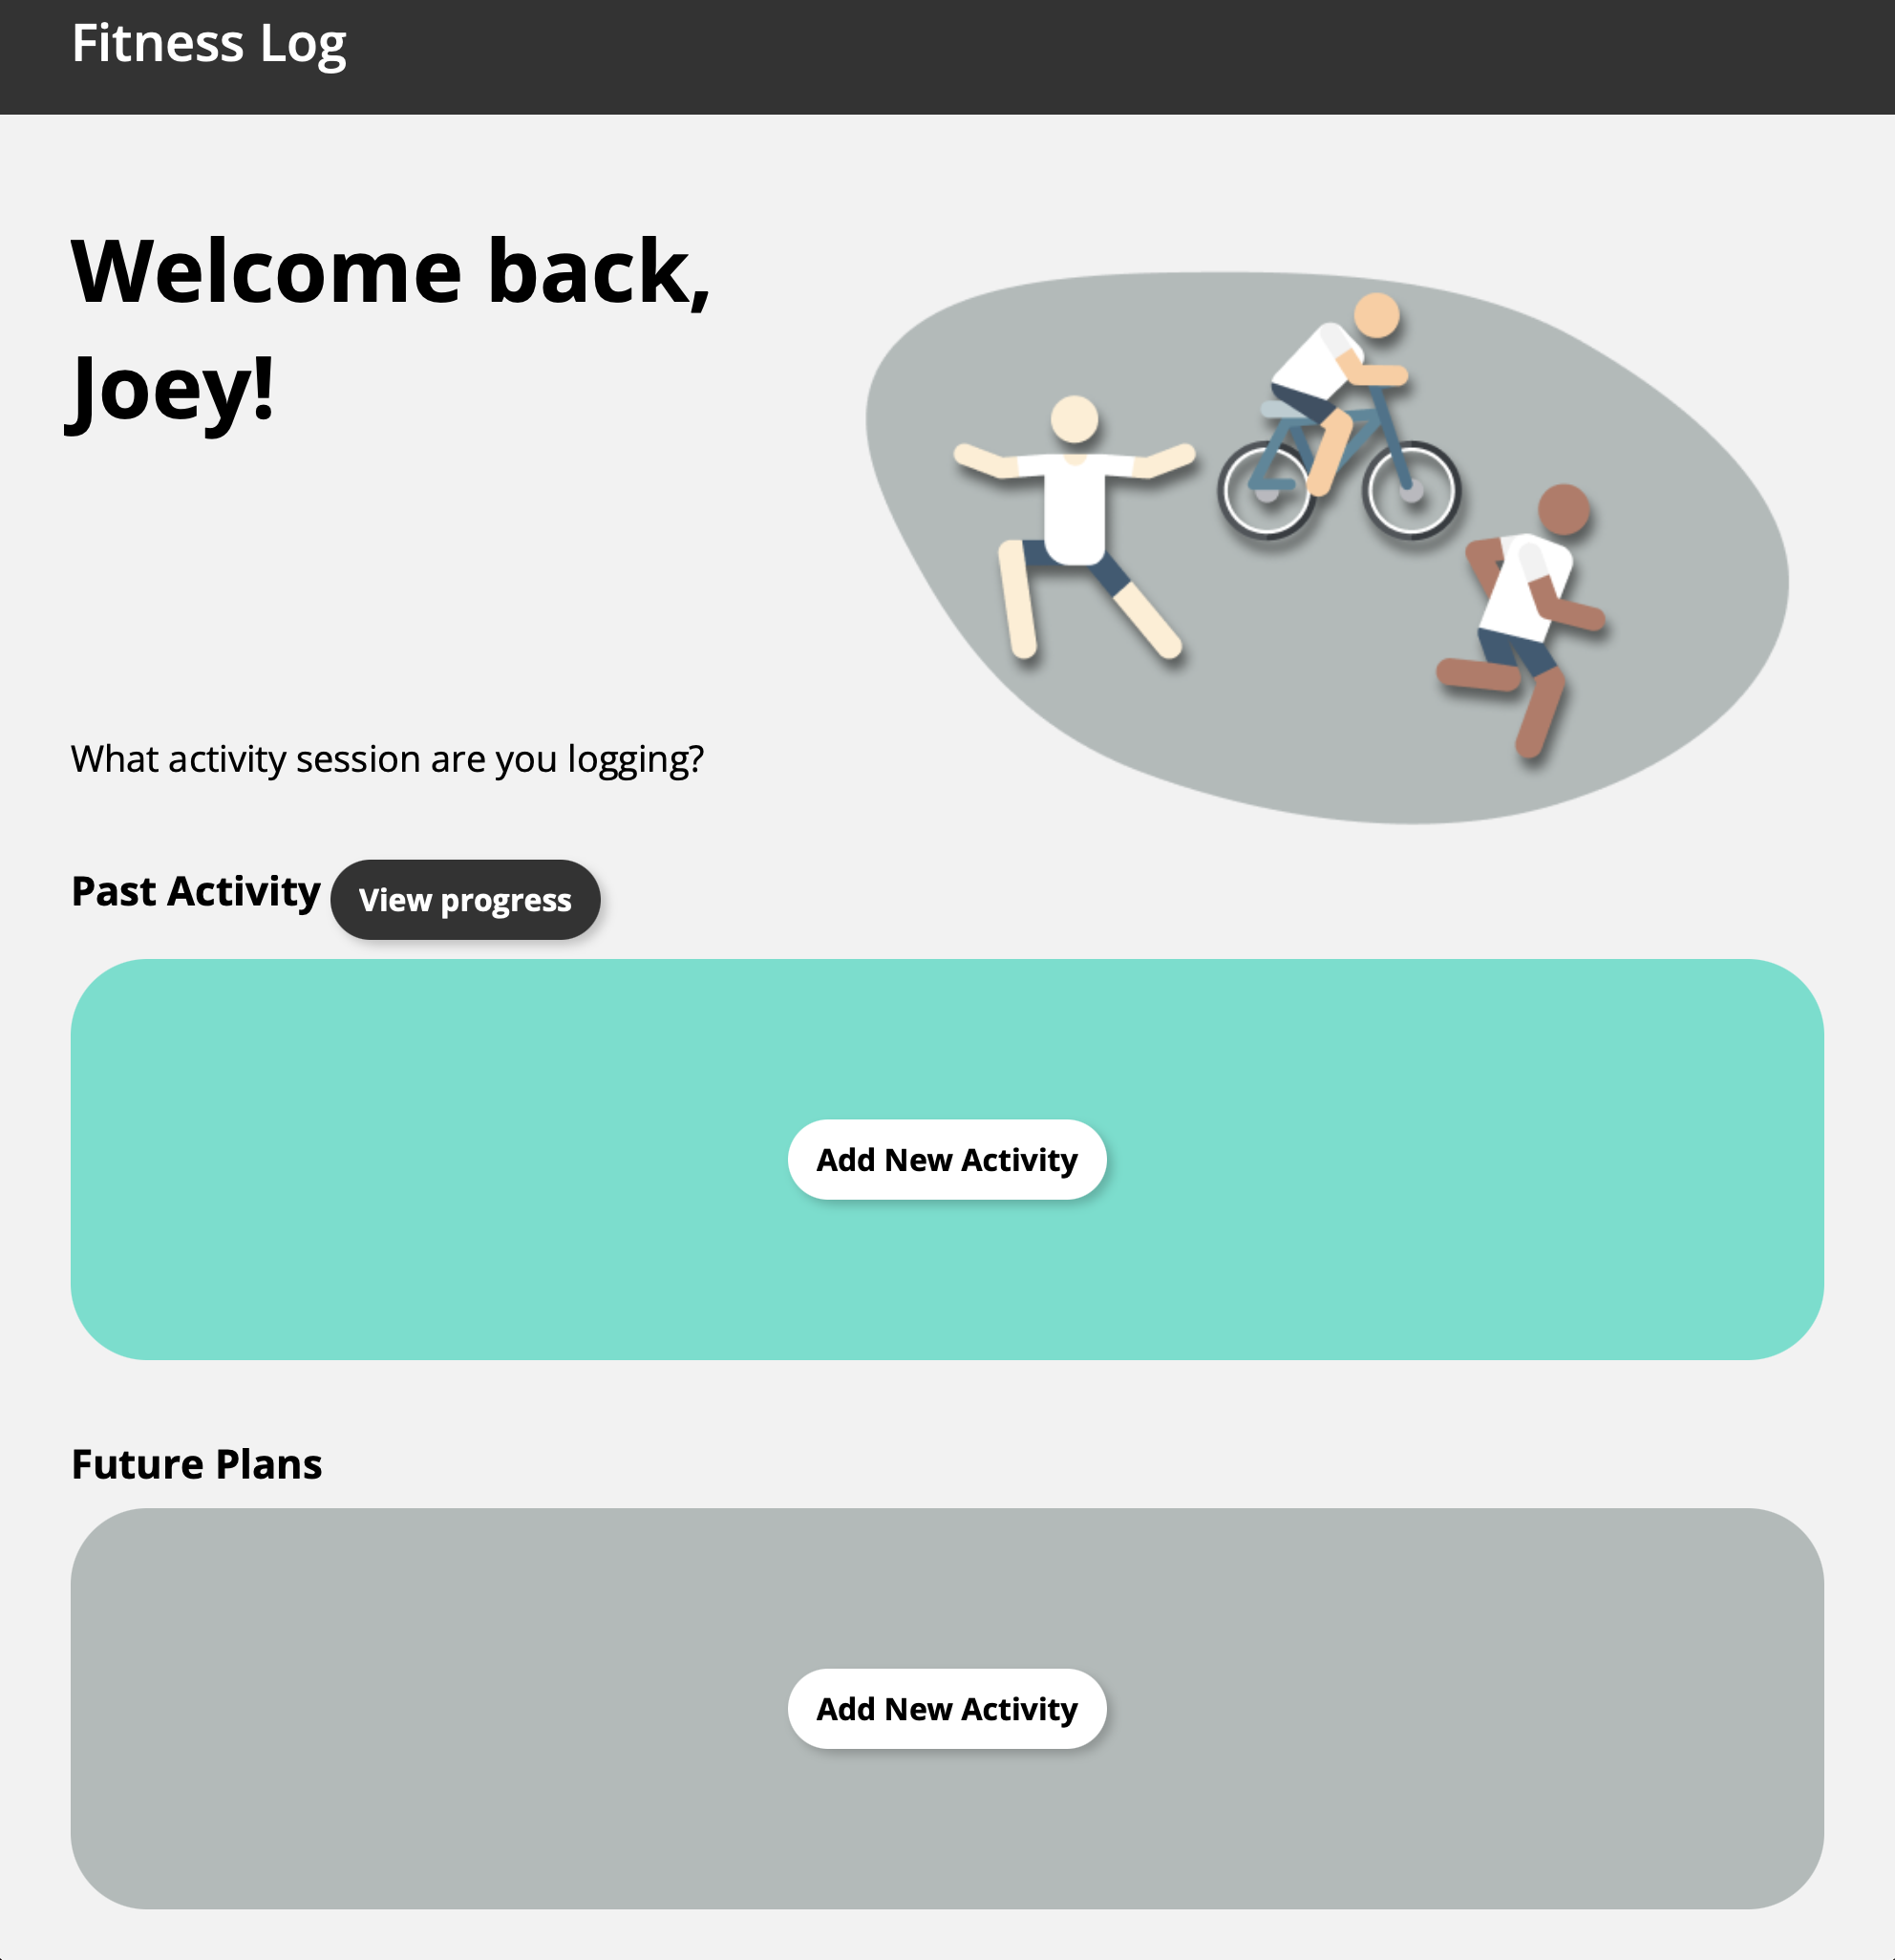 Fitness Log
Welcome back,
Joey!
What activity session are you logging?
Past Activity View progress
Add New Activity
Future Plans
Add New Activity